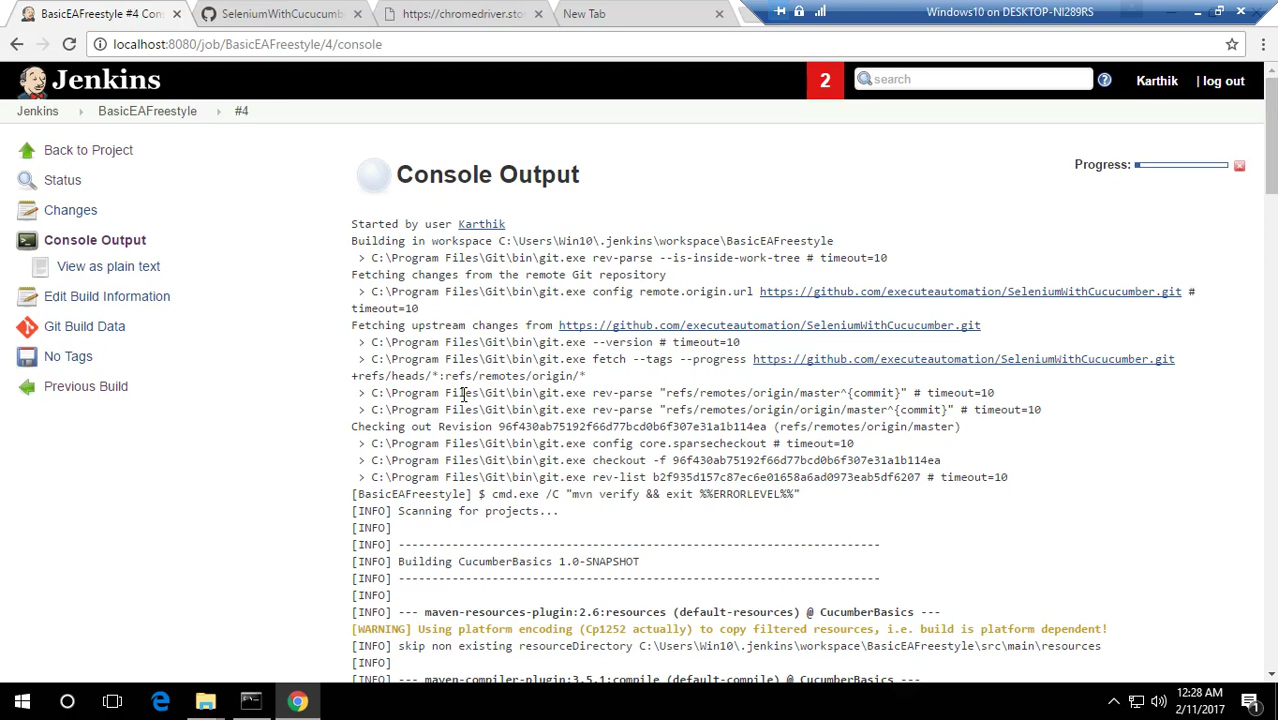 BasicEAFreestyle #4 Cons
SeleniumWithCucucumb
https://chromedriver.sto
New Tab
Windows10 on DESKTOP-NI289RS
localhost:8080/job/BasicEAFreestyle/4/console
Jenkins
2
search
Karthik
| log out
Jenkins
BasicEAFreestyle
#4
Back to Project
Status
Changes
Console Output
View as plain text
Edit Build Information
Git Build Data
No Tags
Previous Build
Console Output
Progress:
Started by user Karthik
Building in workspace C:\Users\Win10\.jenkins\workspace\BasicEAFreestyle
> C:\Program Files\Git\bin\git.exe rev-parse --is-inside-work-tree # timeout=10
Fetching changes from the remote Git repository
> C:\Program Files\Git\bin\git.exe config remote.origin.url https://github.com/executeautomation/SeleniumWithCucucumber.git #
timeout=10
Fetching upstream changes from https://github.com/executeautomation/SeleniumWithCucucumber.git
> C:\Program Files\Git\bin\git.exe --version # timeout=10
> C:\Program Files\Git\bin\git.exe fetch --tags --progress https://github.com/executeautomation/SeleniumWithCucucumber.git
+refs/heads/*:refs/remotes/origin/*
> C:\Program Files\Git\bin\git.exe rev-parse "refs/remotes/origin/master^{commit}" # timeout=10
> C:\Program Files\Git\bin\git.exe rev-parse "refs/remotes/origin/origin/master^{commit}" # timeout=10
Checking out Revision 96f430ab75192f66d77bcd0b6f307e31a1b114ea (refs/remotes/origin/master)
> C:\Program Files\Git\bin\git.exe config core.sparsecheckout # timeout=10
> C:\Program Files\Git\bin\git.exe checkout -f 96f430ab75192f66d77bcd0b6f307e31a1b114ea
> C:\Program Files\Git\bin\git.exe rev-list b2f935d157c87ec6e01658a6ad0973eab5df6207 # timeout=10
[BasicEAFreestyle] $ cmd.exe /C "mvn verify && exit %%ERRORLEVEL%%"
[INFO] Scanning for projects...
[INFO]
[INFO] ------------------------------------------------------------------------
[INFO] Building CucumberBasics 1.0-SNAPSHOT
[INFO] ------------------------------------------------------------------------
[INFO]
[INFO] --- maven-resources-plugin:2.6:resources (default-resources) @ CucumberBasics ---
[WARNING] Using platform encoding (Cp1252 actually) to copy filtered resources, i.e. build is platform dependent!
[INFO] skip non existing resourceDirectory C:\Users\Win10\.jenkins\workspace\BasicEAFreestyle\src\main\resources
[INFO]
[INFO] --- maven-compiler-plugin:3.5.1:compile (default-compile) @ CucumberBasics ---
12:28 AM
2/11/2017